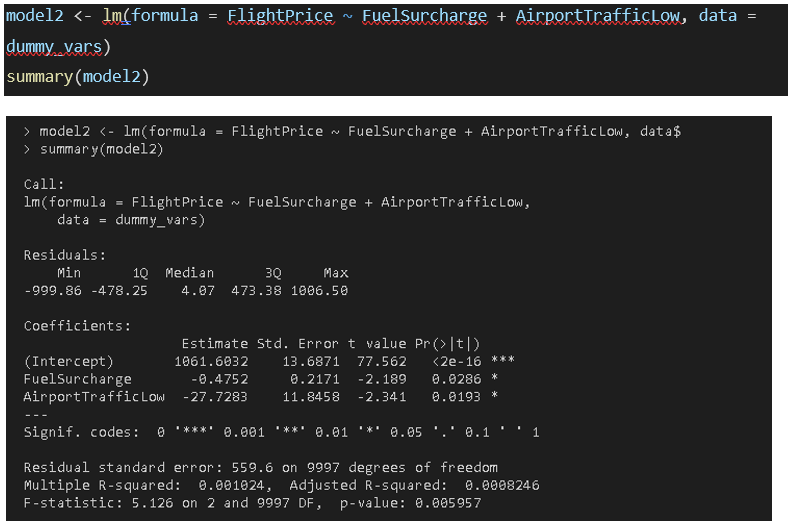 model2 <- lm(formula = FlightPrice ~ FuelSurcharge + AirportTrafficLow, data =
dummy_vars)
summary(model2)
> model2 <- lm(formula = FlightPrice ~ FuelSurcharge + AirportTrafficLow, data$
> summary(model2)
Call:
lm(formula = FlightPrice ~ FuelSurcharge + AirportTrafficLow,
    data = dummy_vars)
Residuals:
    Min      1Q  Median      3Q     Max
-999.86 -478.25    4.07  473.38 1006.50
Coefficients:
                   Estimate Std. Error t value Pr(>|t|)
(Intercept)       1061.6032    13.6871  77.562   <2e-16 ***
FuelSurcharge       -0.4752     0.2171  -2.189   0.0286 *
AirportTrafficLow  -27.7283    11.8458  -2.341   0.0193 *
---
Signif. codes:  0 '***' 0.001 '**' 0.01 '*' 0.05 '.' 0.1 ' ' 1
Residual standard error: 559.6 on 9997 degrees of freedom
Multiple R-squared:  0.001024,  Adjusted R-squared:  0.0008246
F-statistic: 5.126 on 2 and 9997 DF,  p-value: 0.005957